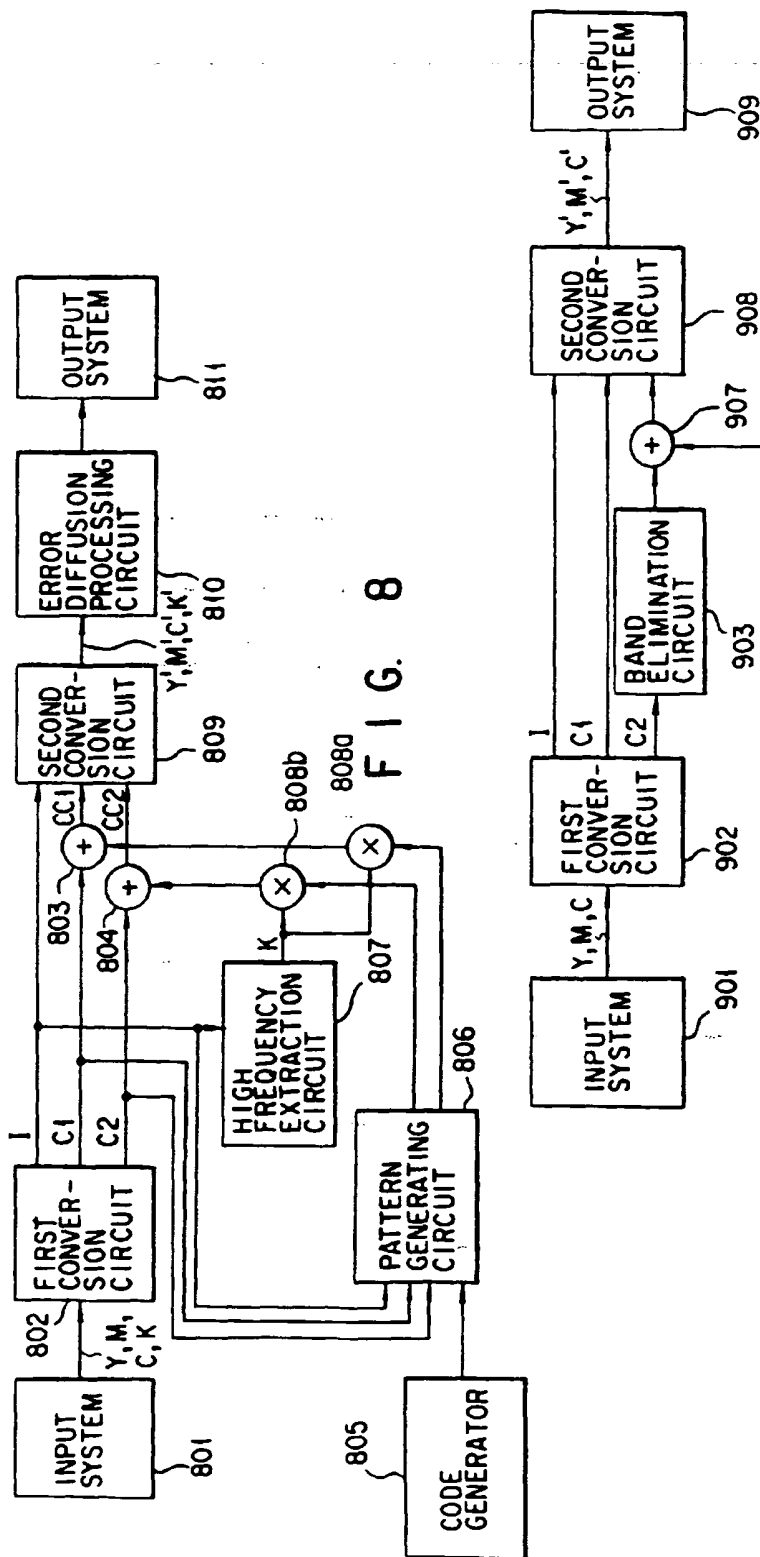 INPUT
SYSTEM
801
Y, M,
C, K
FIRST
CONVER-
SION
CIRCUIT
802
I
C1
C2
803
804
CC1
CC2
SECOND
CONVER-
SION
CIRCUIT
809
Y', M', C', K'
ERROR
DIFFUSION
PROCESSING
CIRCUIT
810
OUTPUT
SYSTEM
811
+
+
K
×
×
808b
808a
HIGH
FREQUENCY
EXTRACTION
CIRCUIT
807
PATTERN
GENERATING
CIRCUIT
806
805
CODE
GENERATOR
FIG. 8
INPUT
SYSTEM
901
Y, M, C
FIRST
CONVER-
SION
CIRCUIT
902
I
C1
C2
BAND
ELIMINATION
CIRCUIT
903
+
907
SECOND
CONVER-
SION
CIRCUIT
908
Y', M', C'
OUTPUT
SYSTEM
909